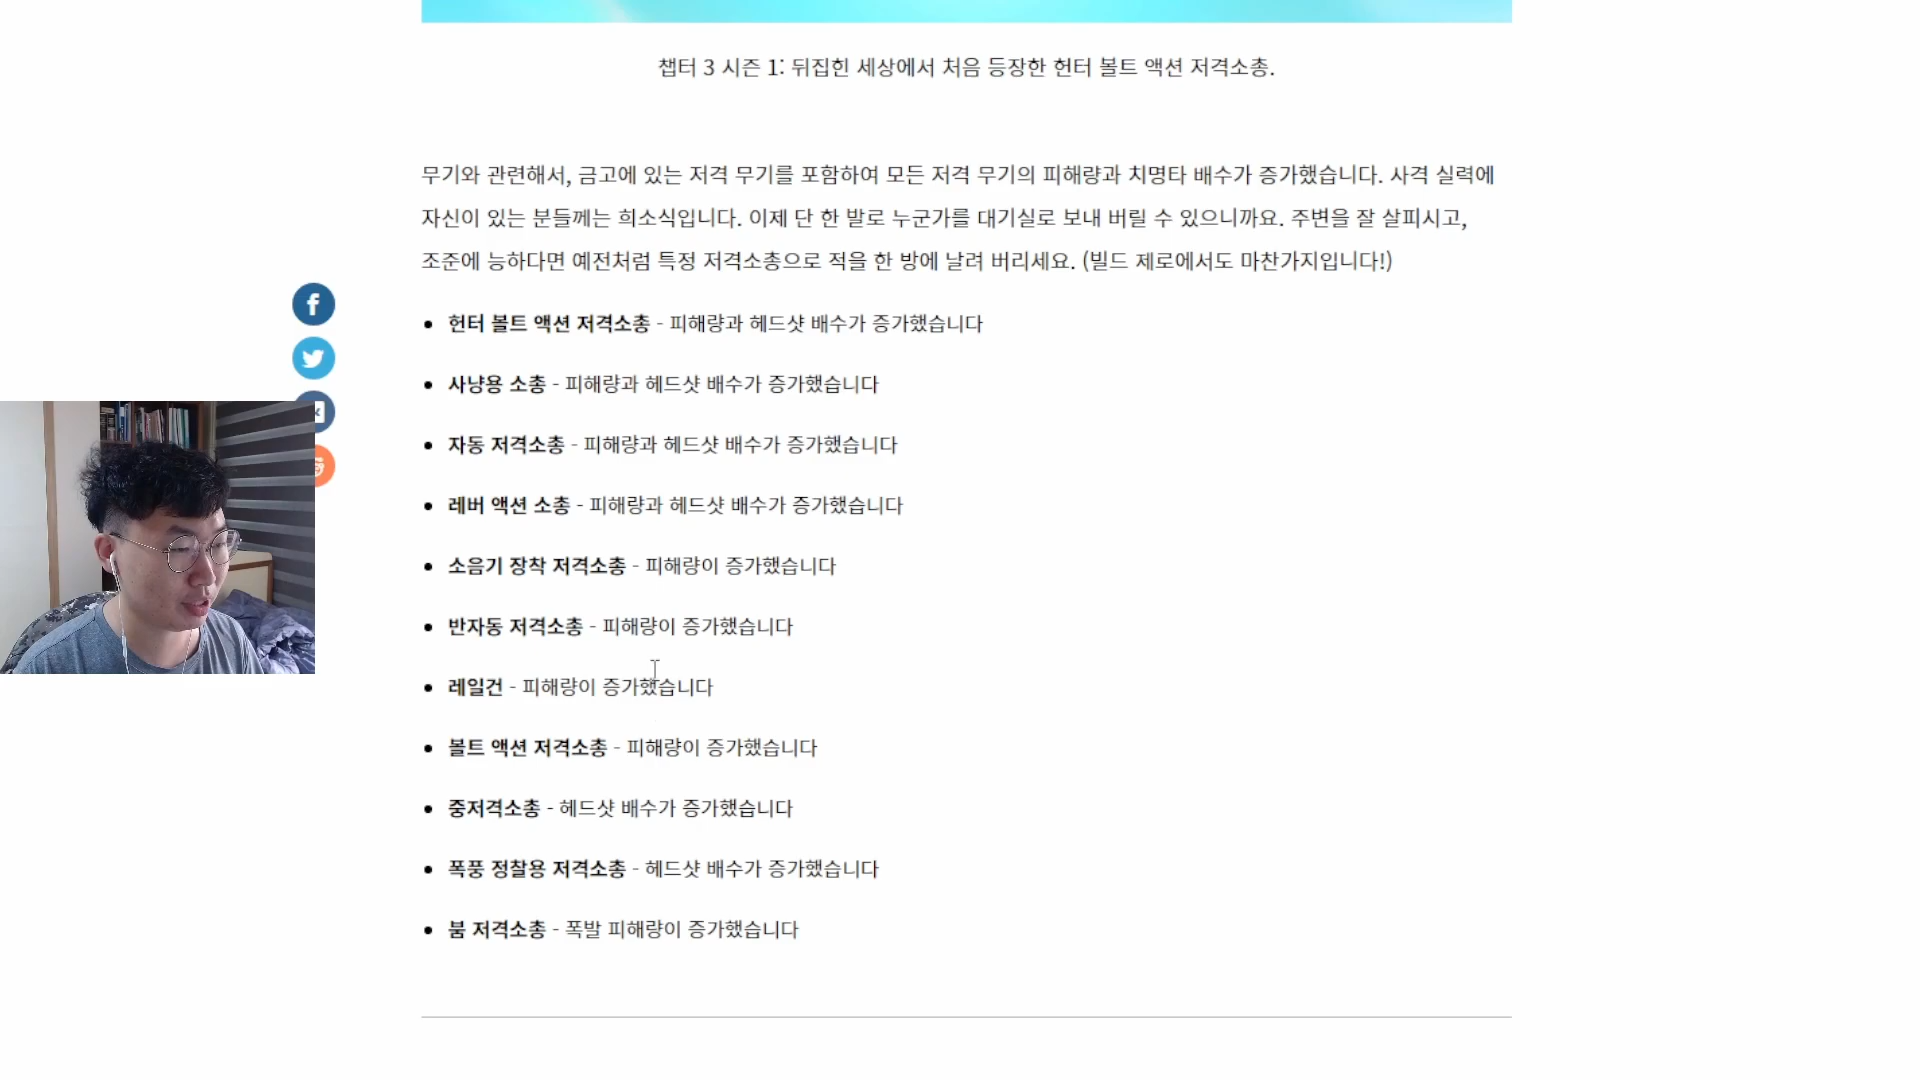 챕터 3 시즌 1: 뒤집힌 세상에서 처음 등장한 헌터 볼트 액션 저격소총.
무기와 관련해서, 금고에 있는 저격 무기를 포함하여 모든 저격 무기의 피해량과 치명타 배수가 증가했습니다. 사격 실력에
자신이 있는 분들께는 희소식입니다. 이제 단 한 발로 누군가를 대기실로 보내 버릴 수 있으니까요. 주변을 잘 살피시고,
조준에 능하다면 예전처럼 특정 저격소총으로 적을 한 방에 날려 버리세요. (빌드 제로에서도 마찬가지입니다!)
헌터 볼트 액션 저격소총 - 피해량과 헤드샷 배수가 증가했습니다
사냥용 소총 - 피해량과 헤드샷 배수가 증가했습니다
자동 저격소총 - 피해량과 헤드샷 배수가 증가했습니다
레버 액션 소총 - 피해량과 헤드샷 배수가 증가했습니다
소음기 장착 저격소총 - 피해량이 증가했습니다
반자동 저격소총 - 피해량이 증가했습니다
레일건 - 피해량이 증가했습니다
볼트 액션 저격소총 - 피해량이 증가했습니다
중저격소총 - 헤드샷 배수가 증가했습니다
폭풍 정찰용 저격소총 - 헤드샷 배수가 증가했습니다
붐 저격소총 - 폭발 피해량이 증가했습니다